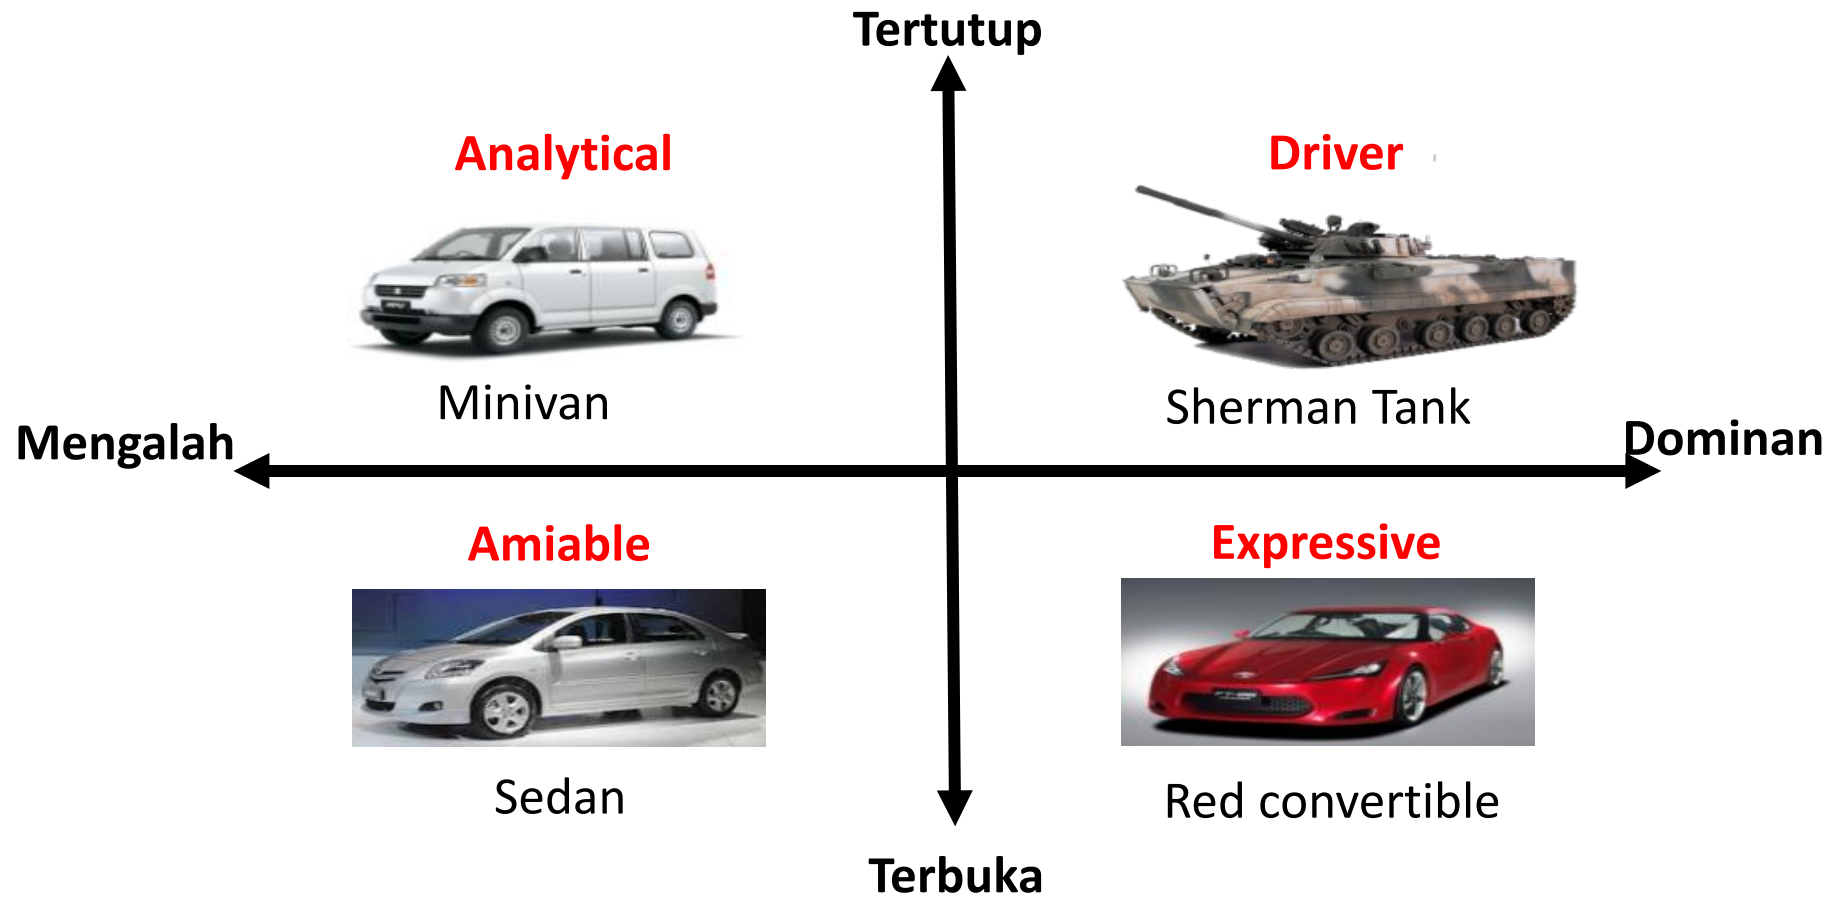 Tertutup
Analytical
Driver
Minivan
Sherman Tank
Mengalah
Dominan
Amiable
Expressive
Sedan
Red convertible
Terbuka